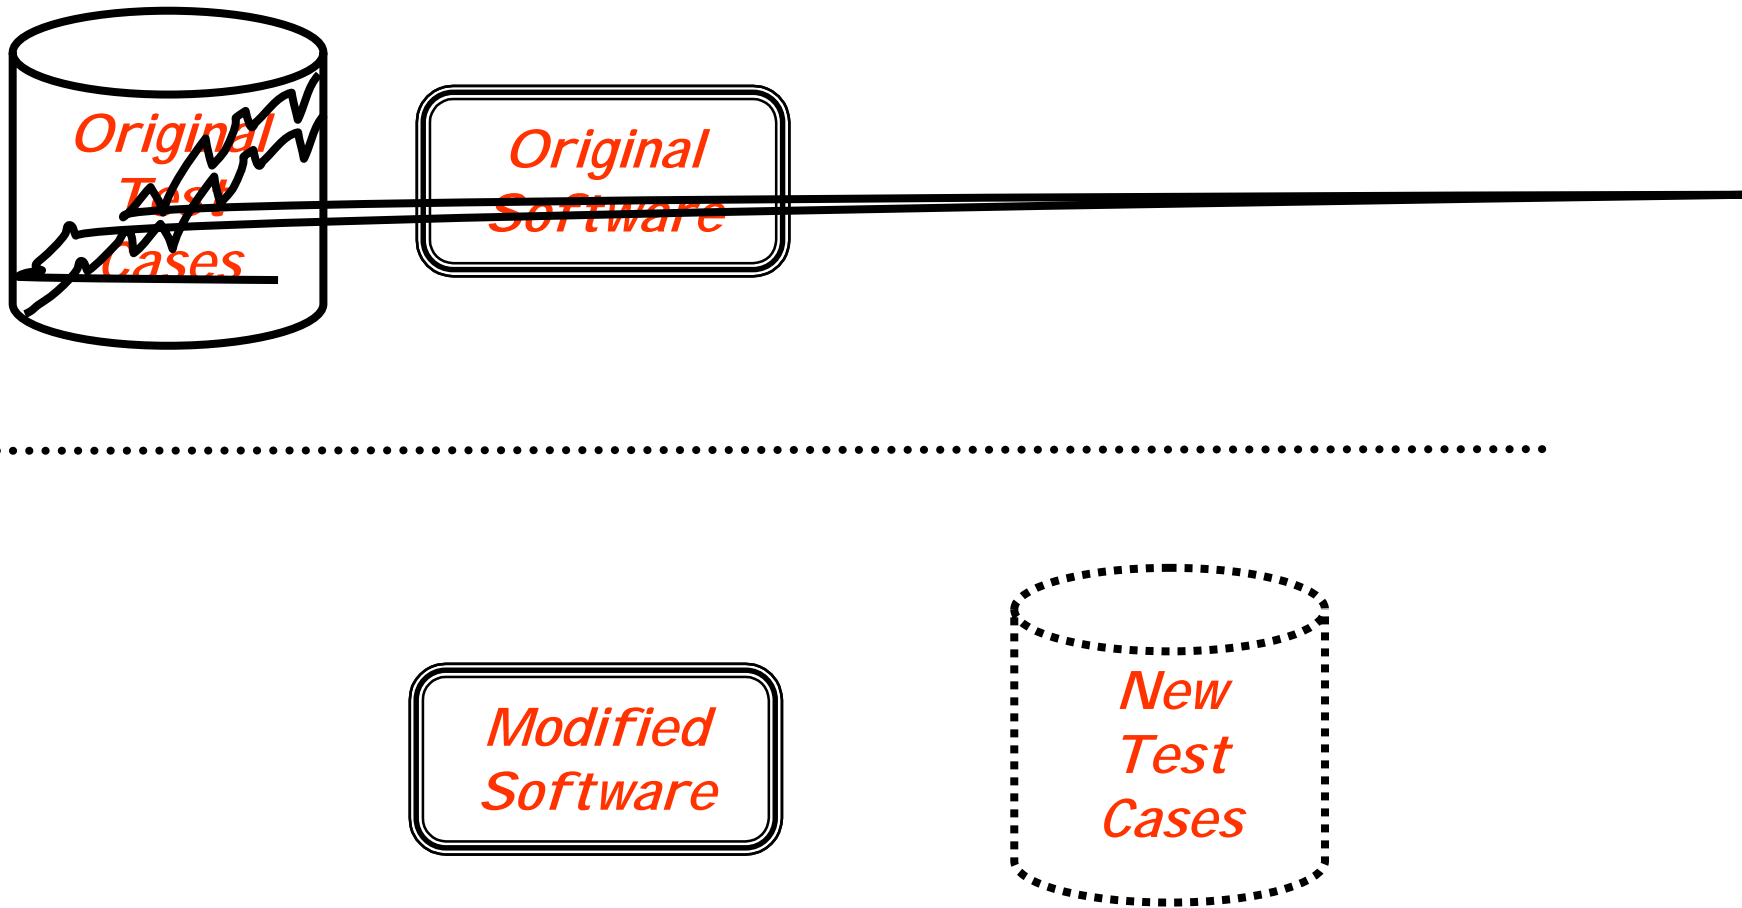 Original
Test
Cases
Original
Software
Modified
Software
New
Test
Cases